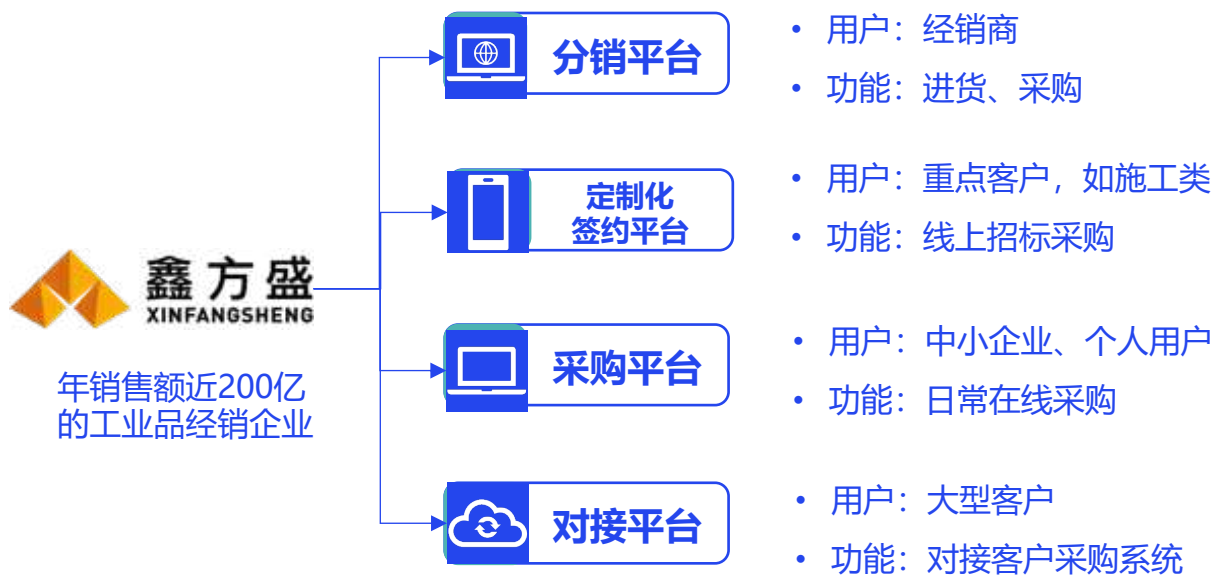 鑫方盛
XINFANGSHENG
年销售额近200亿
的工业品经销企业
分销平台
• 用户：经销商
• 功能：进货、采购
定制化
签约平台
• 用户：重点客户，如施工类
• 功能：线上招标采购
采购平台
• 用户：中小企业、个人用户
• 功能：日常在线采购
对接平台
• 用户：大型客户
• 功能：对接客户采购系统